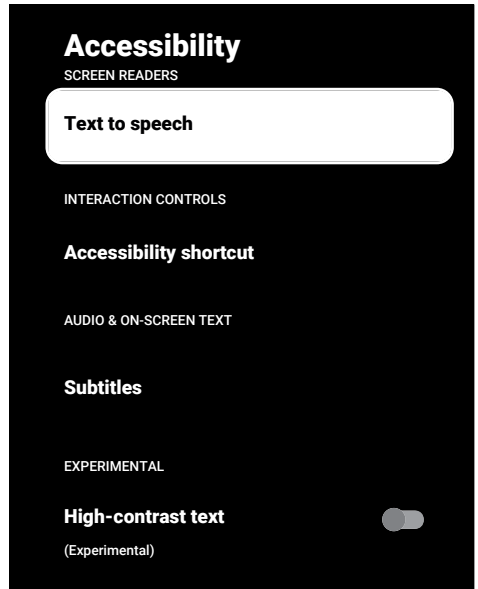 Accessibility
SCREEN READERS
Text to speech
INTERACTION CONTROLS
Accessibility shortcut
AUDIO & ON-SCREEN TEXT
Subtitles
EXPERIMENTAL
High-contrast text
(Experimental)